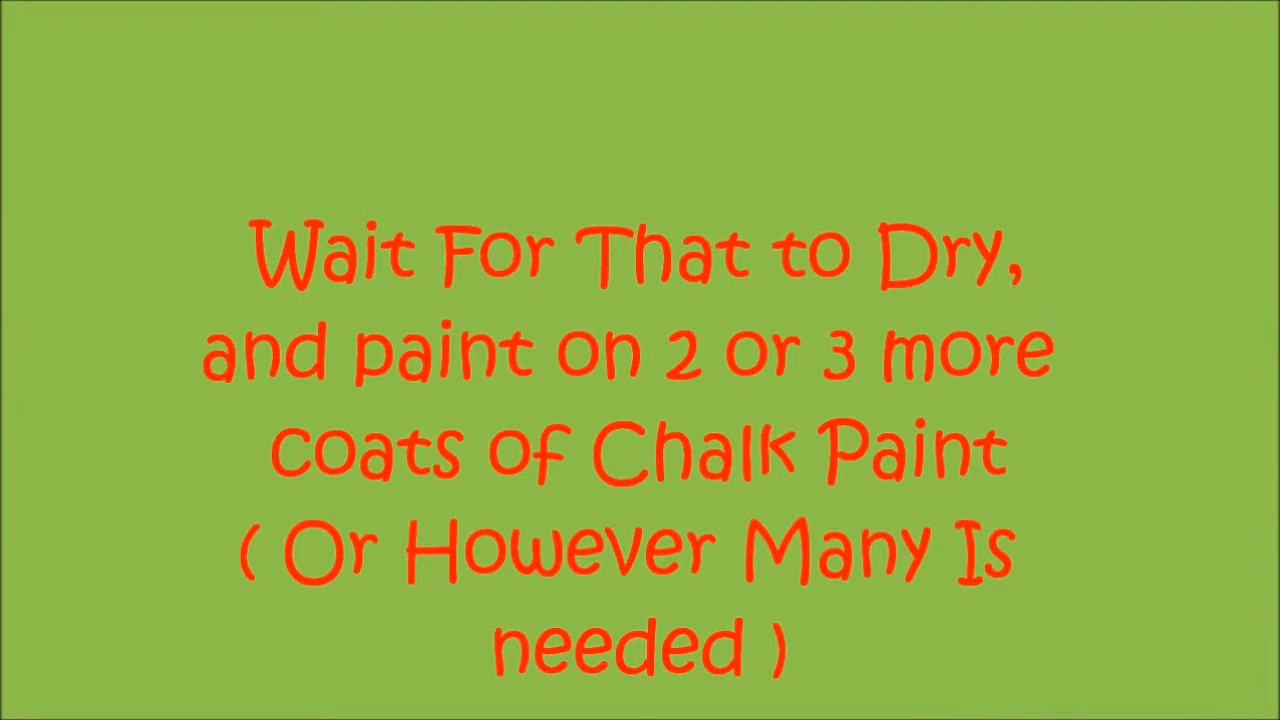 Wait For That to Dry,
and paint on 2 or 3 more
coats of Chalk Paint
( Or However Many Is
needed )